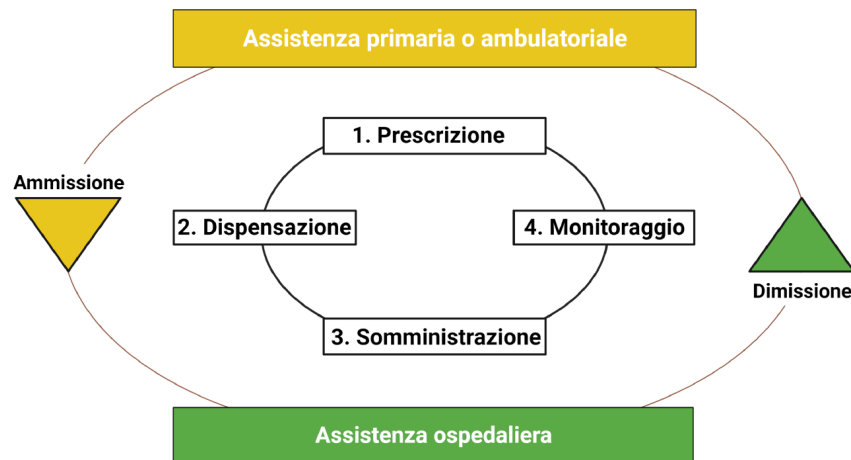 Assistenza primaria o ambulatoriale
1. Prescrizione
Ammissione
2. Dispensazione
4. Monitoraggio
Dimissione
3. Somministrazione
Assistenza ospedaliera